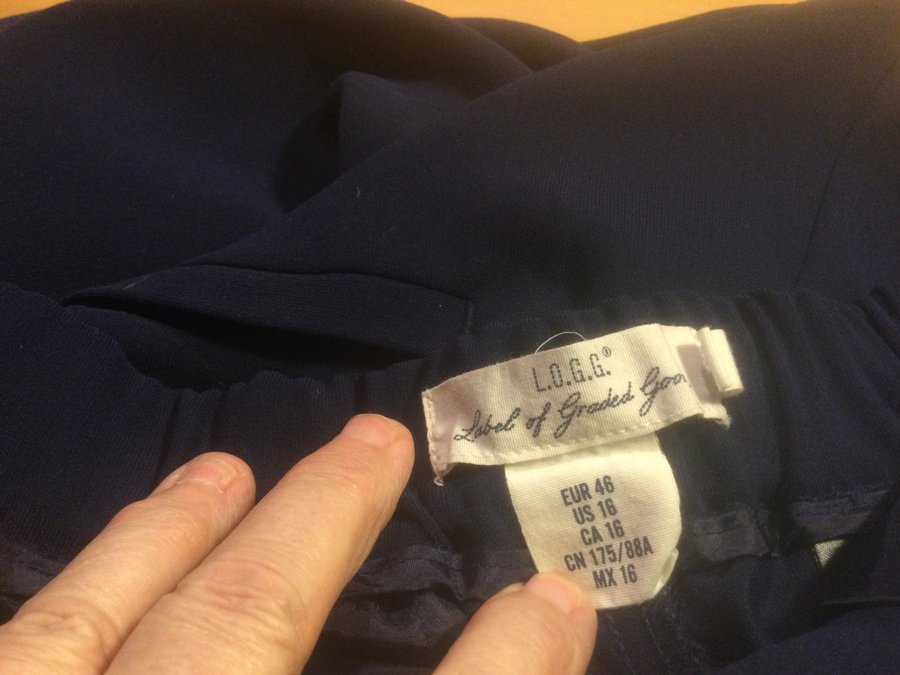 L.O.G.G.®
Label of Graded Goo
EUR 46
US 16
CA 16
CN 175/88A
MX 16